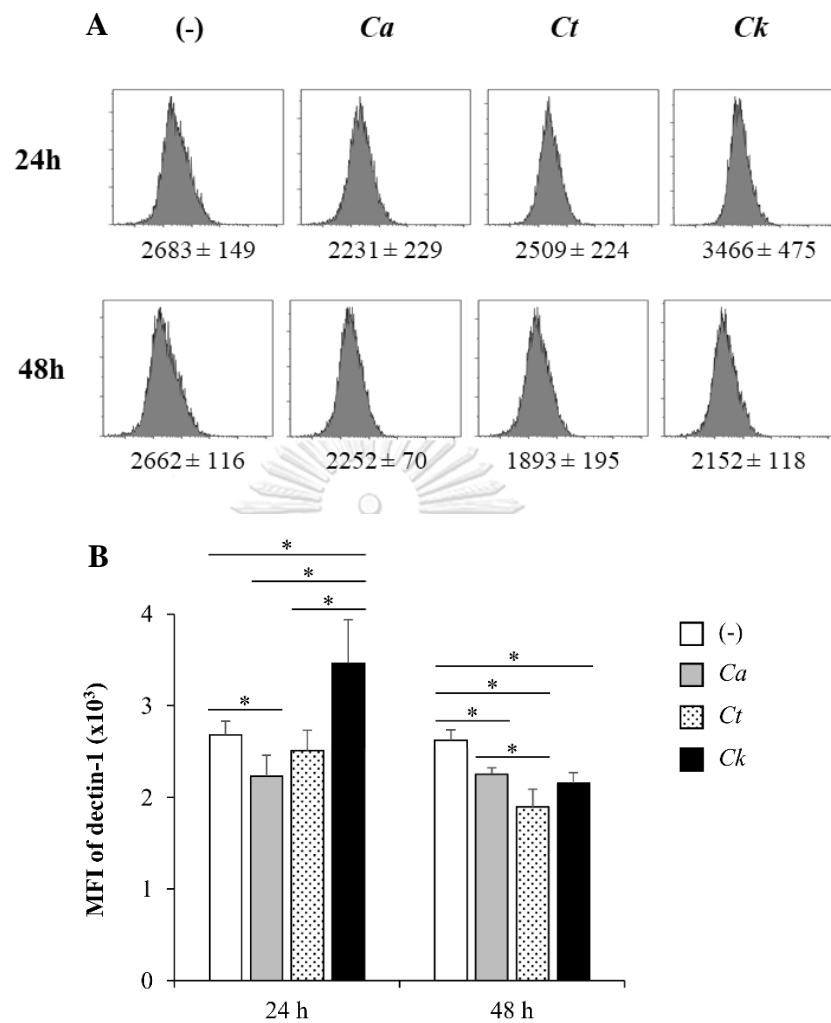 A (-) Ca Ct Ck
24h
2683 ± 149 2231 ± 229 2509 ± 224 3466 ± 475
48h
2662 ± 116 2252 ± 70 1893 ± 195 2152 ± 118
B
* 
*
* *
4 (-)
* Ca
* Ct
* * Ck
3
* *
2
1
0
MFI of dectin-1 (x10³)
24 h 48 h